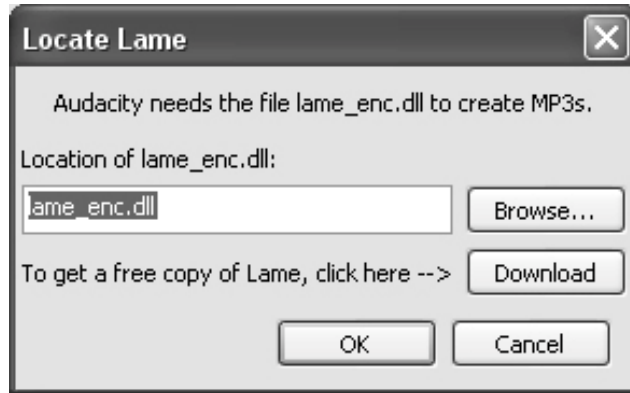 Locate Lame
Audacity needs the file lame_enc.dll to create MP3s.
Location of lame_enc.dll:
lame_enc.dll
Browse...
To get a free copy of Lame, click here -->
Download
OK
Cancel